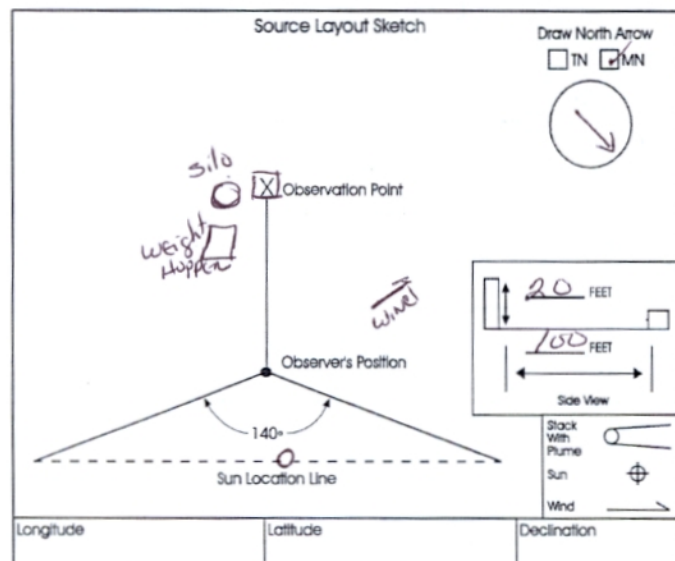 Source Layout Sketch
Draw North Arrow
TN MN
Silo
X Observation Point
Weight
Hopper
Wind
20 FEET
100 FEET
Observer's Position
Side View
140°
Sun Location Line
Stack
With
Plume
Sun
Wind
Longitude Latitude Declination